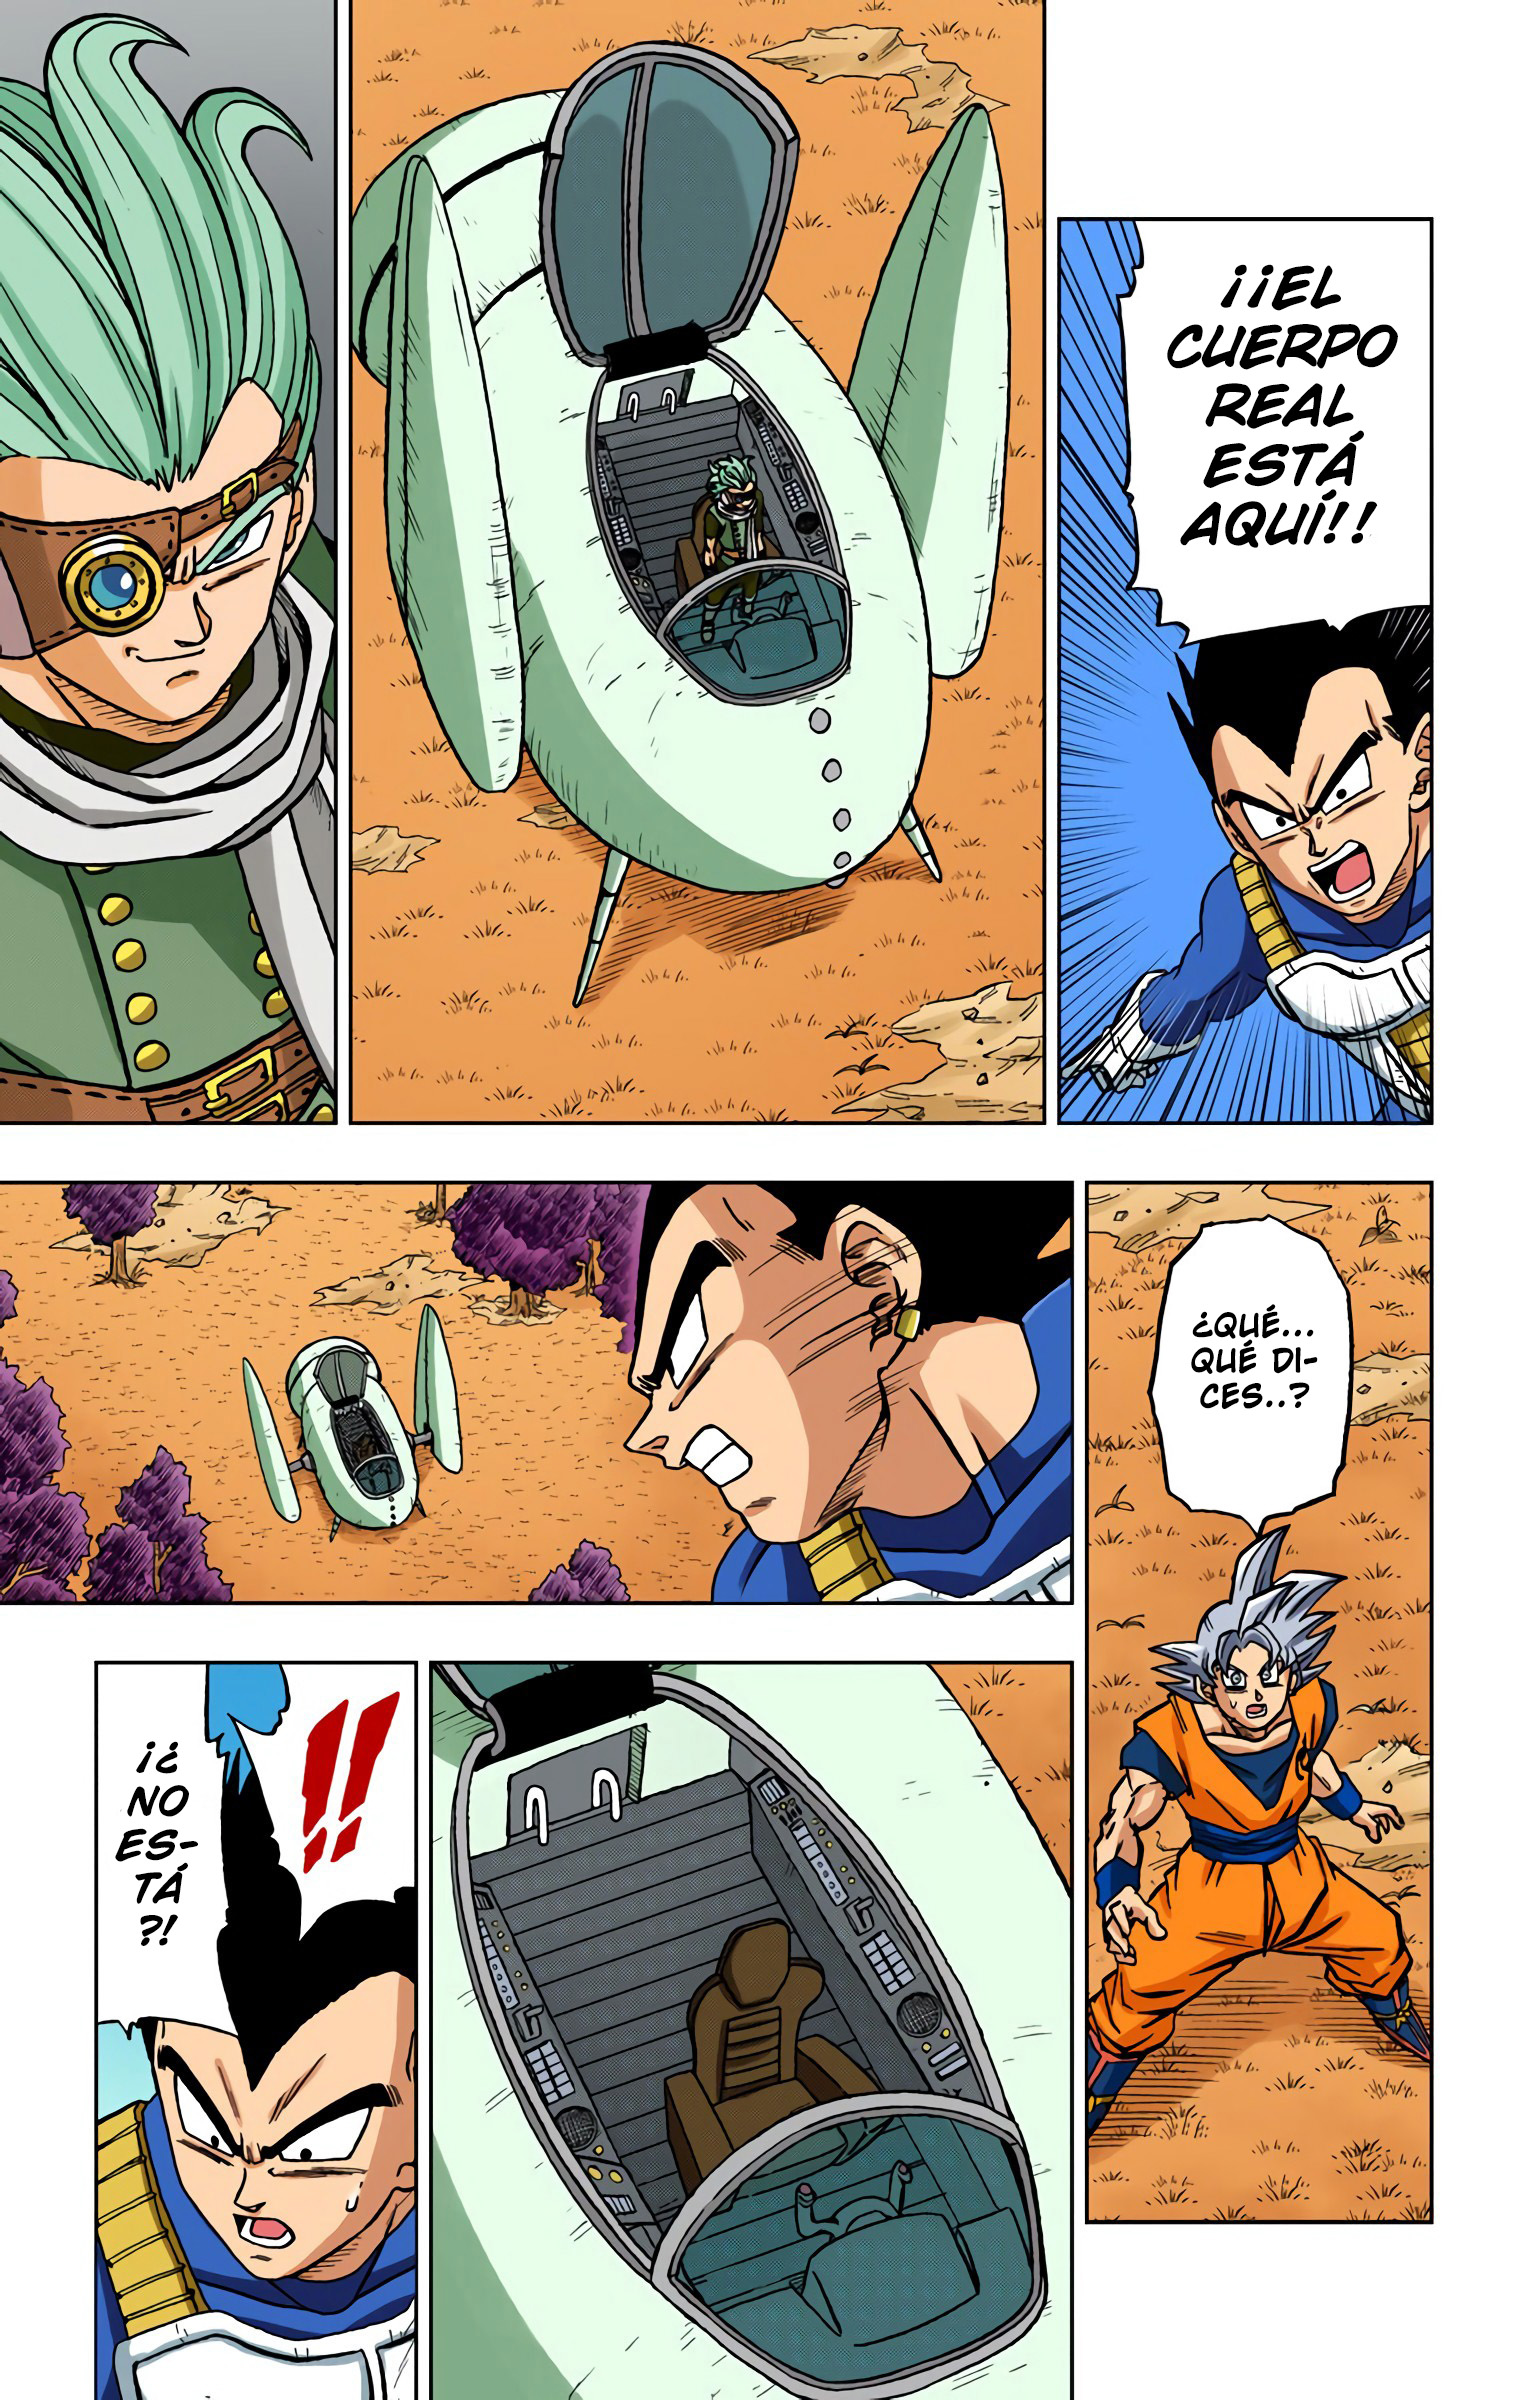 ¡¡EL
CUERPO
REAL
ESTÁ
AQUÍ!!
¿QUÉ...
QUÉ DI-
CES..?
!!
¡¿
NO
ES-
TÁ
?!